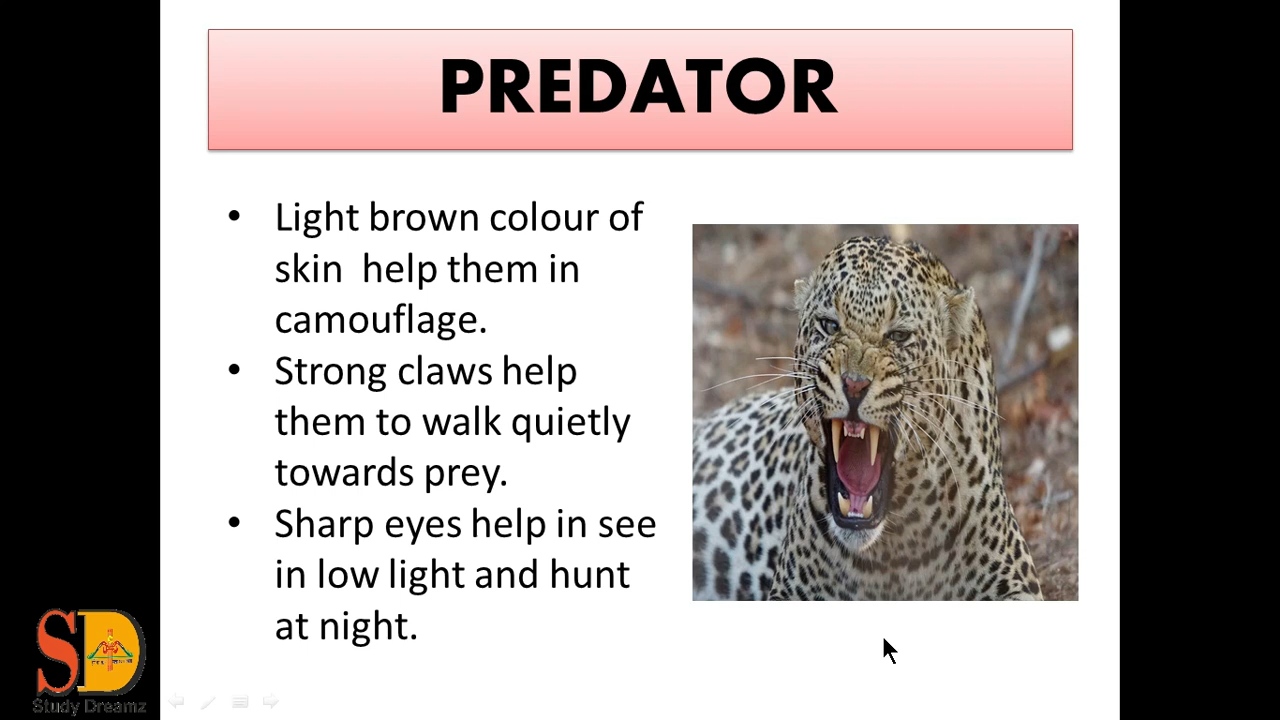 PREDATOR
• Light brown colour of
skin help them in
camouflage.
• Strong claws help
them to walk quietly
towards prey.
• Sharp eyes help in see
in low light and hunt
at night.
SD
Study Dreamz